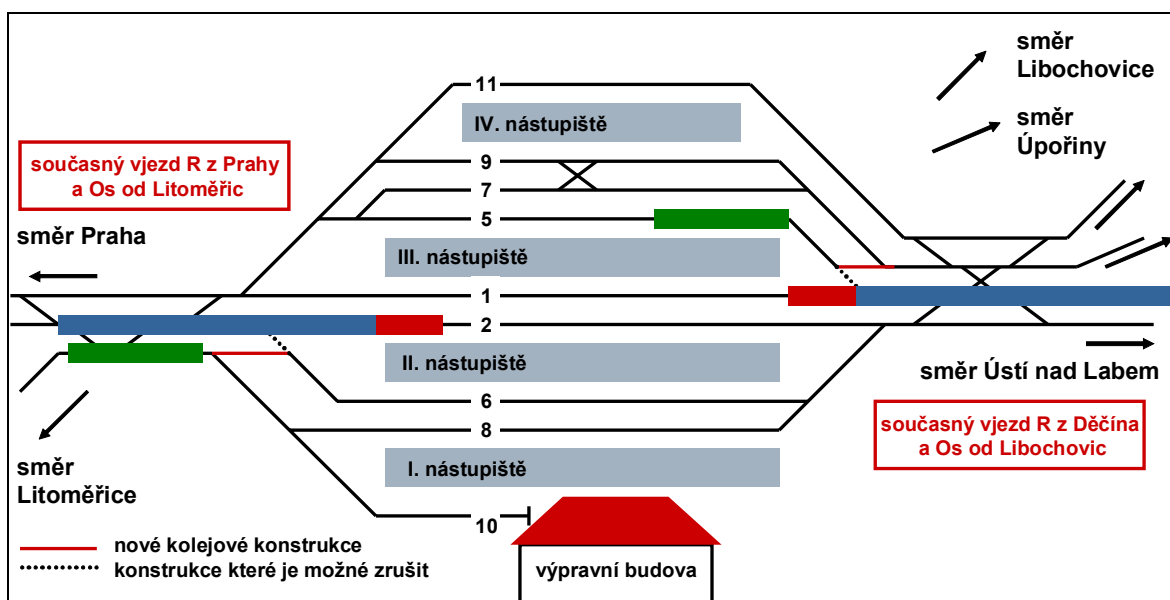 směr
Libochovice
směr
Úpořiny
11
IV. nástupiště
současný vjezd R z Prahy
a Os od Litoměřic
9
7
5
směr Praha
III. nástupiště
1
2
II. nástupiště
směr Ústí nad Labem
6
8
současný vjezd R z Děčína
a Os od Libochovic
směr
Litoměřice
I. nástupiště
10
nové kolejové konstrukce
konstrukce které je možné zrušit
výpravní budova